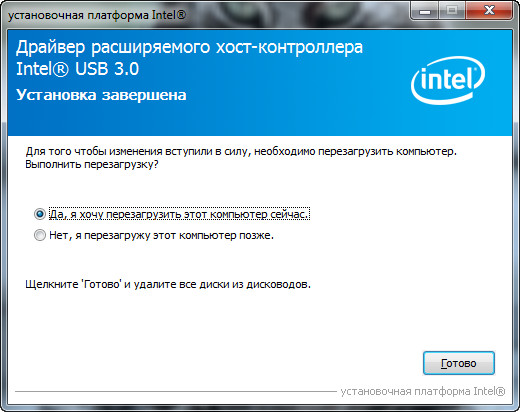 установочная платформа Intel®
Драйвер расширяемого хост-контроллера
Intel® USB 3.0
Установка завершена
intel
Для того чтобы изменения вступили в силу, необходимо перезагрузить компьютер.
Выполнить перезагрузку?
Да, я хочу перезагрузить этот компьютер сейчас.
Нет, я перезагружу этот компьютер позже.
Щелкните 'Готово' и удалите все диски из дисководов.
Готово
установочная платформа Intel®